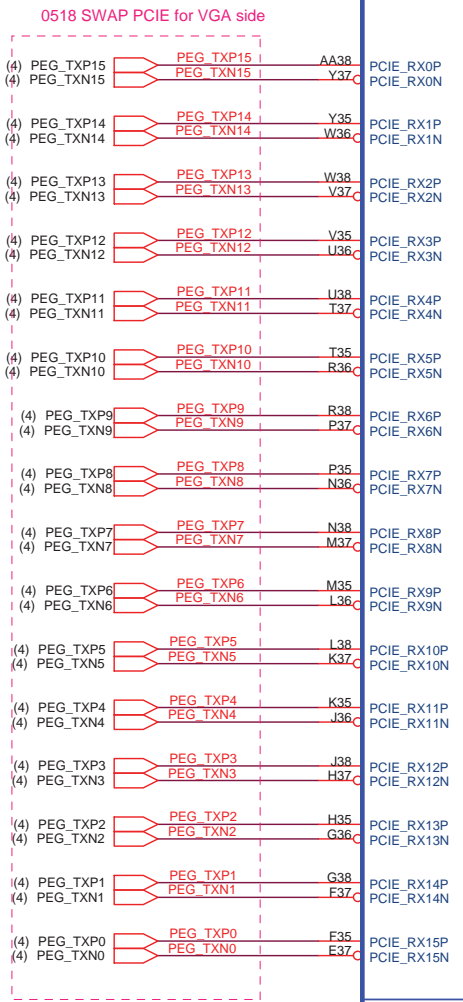 0518 SWAP PCIE for VGA side
(4) PEG_TXP15 PEG_TXP15 AA38 PCIE_RX0P
(4) PEG_TXN15 PEG_TXN15 Y37 PCIE_RX0N
(4) PEG_TXP14 PEG_TXP14 Y35 PCIE_RX1P
(4) PEG_TXN14 PEG_TXN14 W36 PCIE_RX1N
(4) PEG_TXP13 PEG_TXP13 W38 PCIE_RX2P
(4) PEG_TXN13 PEG_TXN13 V37 PCIE_RX2N
(4) PEG_TXP12 PEG_TXP12 V35 PCIE_RX3P
(4) PEG_TXN12 PEG_TXN12 U36 PCIE_RX3N
(4) PEG_TXP11 PEG_TXP11 U38 PCIE_RX4P
(4) PEG_TXN11 PEG_TXN11 T37 PCIE_RX4N
(4) PEG_TXP10 PEG_TXP10 T35 PCIE_RX5P
(4) PEG_TXN10 PEG_TXN10 R36 PCIE_RX5N
(4) PEG_TXP9 PEG_TXP9 R38 PCIE_RX6P
(4) PEG_TXN9 PEG_TXN9 P37 PCIE_RX6N
(4) PEG_TXP8 PEG_TXP8 P35 PCIE_RX7P
(4) PEG_TXN8 PEG_TXN8 N36 PCIE_RX7N
(4) PEG_TXP7 PEG_TXP7 N38 PCIE_RX8P
(4) PEG_TXN7 PEG_TXN7 M37 PCIE_RX8N
(4) PEG_TXP6 PEG_TXP6 M35 PCIE_RX9P
(4) PEG_TXN6 PEG_TXN6 L36 PCIE_RX9N
(4) PEG_TXP5 PEG_TXP5 L38 PCIE_RX10P
(4) PEG_TXN5 PEG_TXN5 K37 PCIE_RX10N
(4) PEG_TXP4 PEG_TXP4 K35 PCIE_RX11P
(4) PEG_TXN4 PEG_TXN4 J36 PCIE_RX11N
(4) PEG_TXP3 PEG_TXP3 J38 PCIE_RX12P
(4) PEG_TXN3 PEG_TXN3 H37 PCIE_RX12N
(4) PEG_TXP2 PEG_TXP2 H35 PCIE_RX13P
(4) PEG_TXN2 PEG_TXN2 G36 PCIE_RX13N
(4) PEG_TXP1 PEG_TXP1 G38 PCIE_RX14P
(4) PEG_TXN1 PEG_TXN1 F37 PCIE_RX14N
(4) PEG_TXP0 PEG_TXP0 F35 PCIE_RX15P
(4) PEG_TXN0 PEG_TXN0 E37 PCIE_RX15N